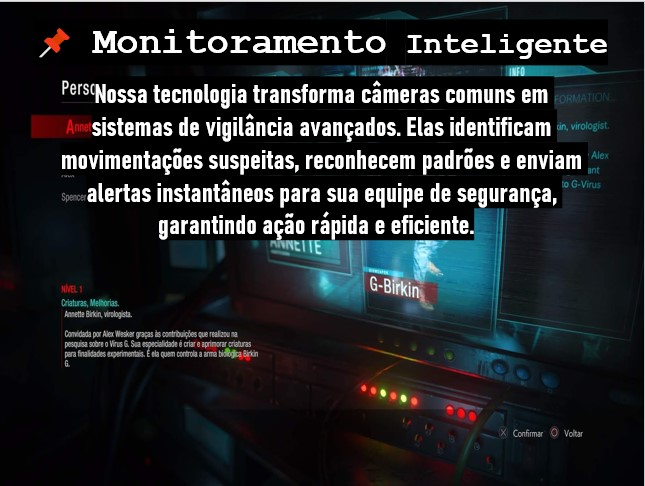 Monitoramento Inteligente
Nossa tecnologia transforma câmeras comuns em
sistemas de vigilância avançados. Elas identificam
movimentações suspeitas, reconhecem padrões e enviam
alertas instantâneos para sua equipe de segurança,
garantindo ação rápida e eficiente.
INFO
Spencer
ANNETTE
G-Birkin
NÍVEL 1
Criaturas, Melhorias.
Annette Birkin, virologista.
Convidada por Alex Wesker graças às contribuições que realizou na
pesquisa sobre o Vírus G. Sua especialidade é criar e aprimorar criaturas
para finalidades experimentais. É ela quem controla a arma biológica Birkin
G.
Confirmar
Voltar